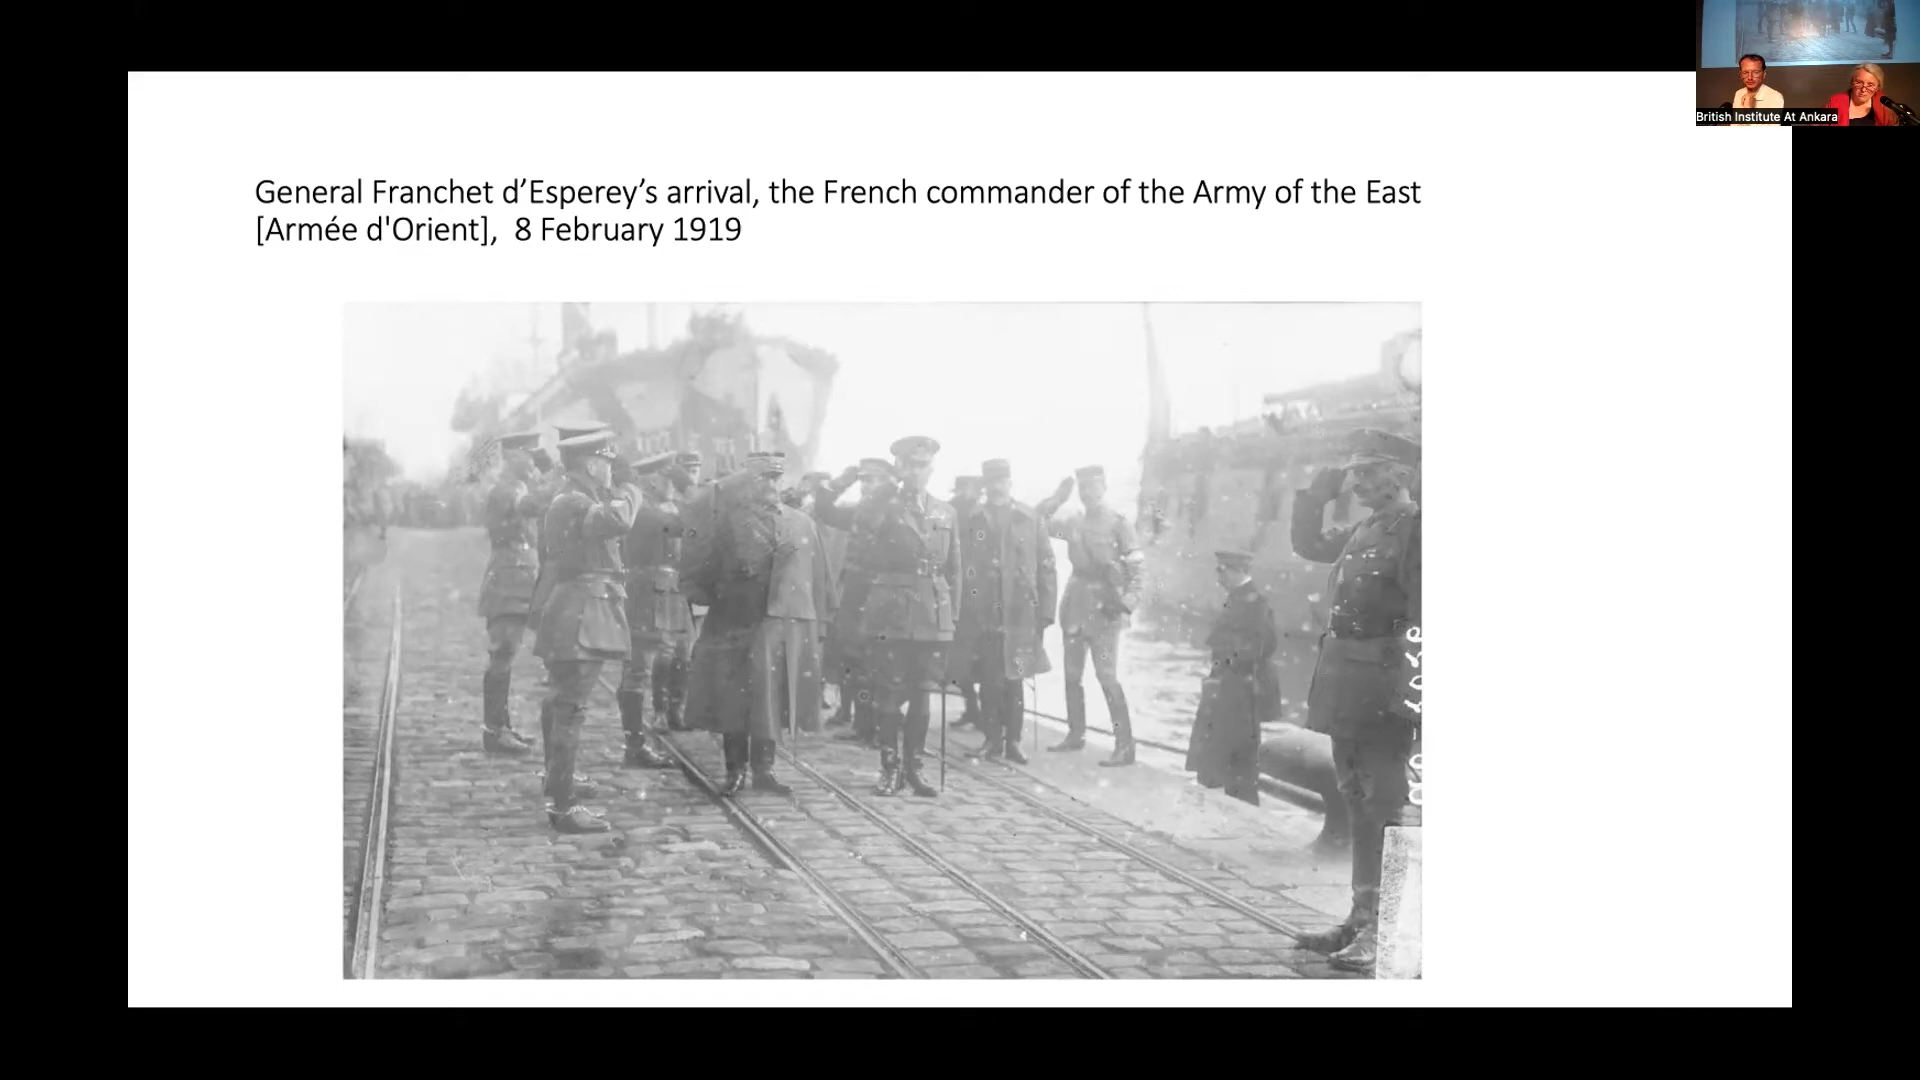 General Franchet d’Esperey’s arrival, the French commander of the Army of the East
[Armée d'Orient],  8 February 1919
British Institute At Ankara